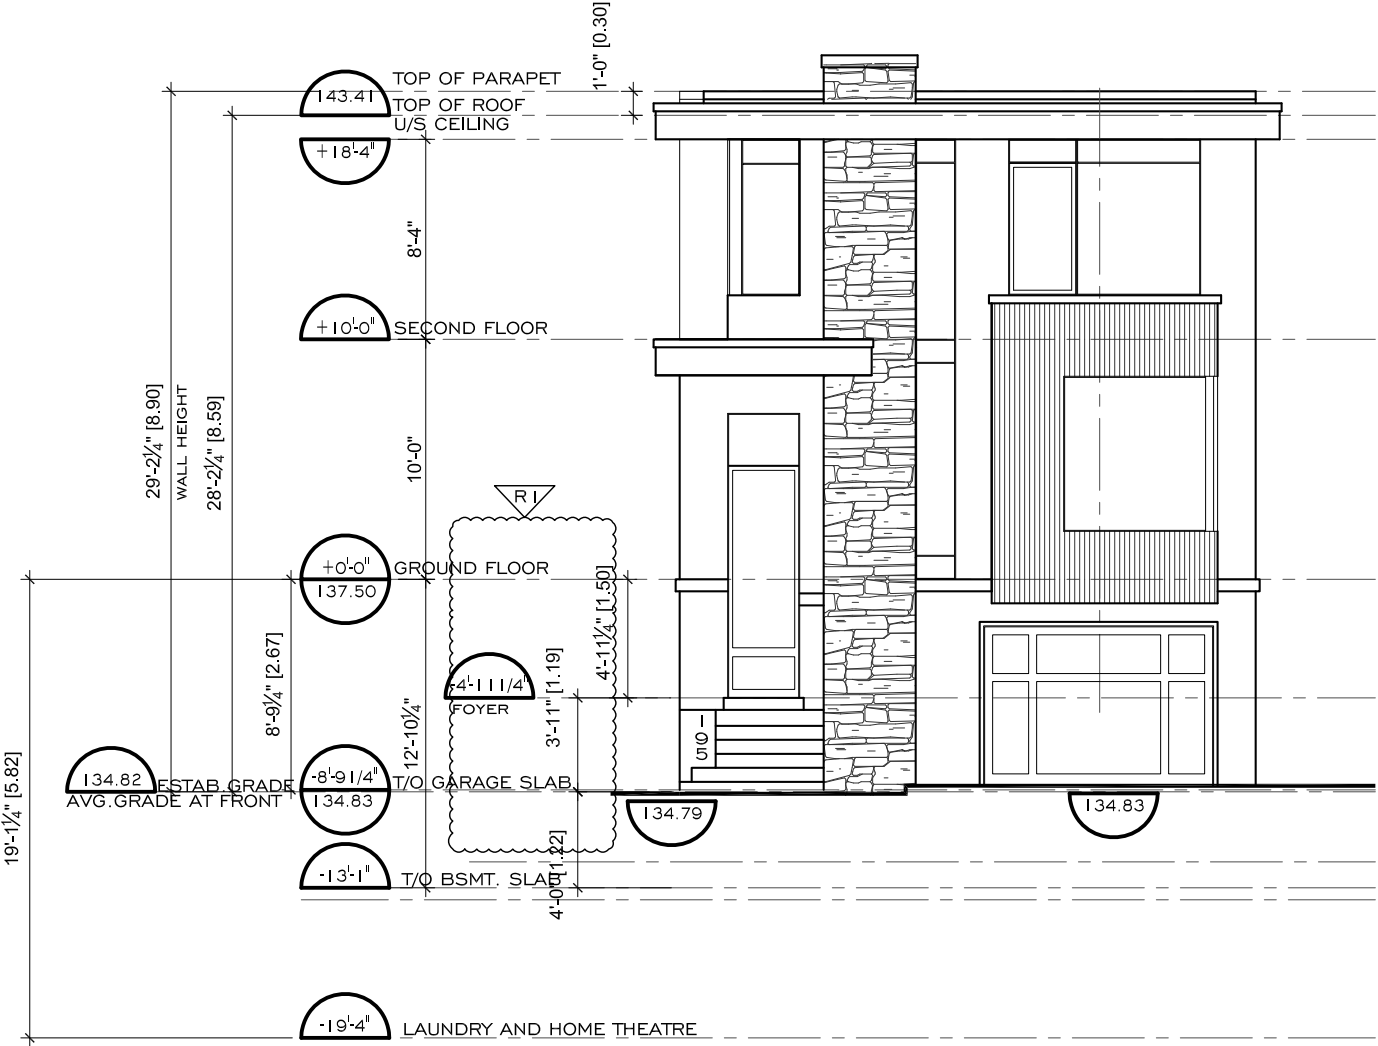 1'-0" [0.30]
TOP OF PARAPET
143.41
TOP OF ROOF
U/S CEILING
+18'-4"
8'-4"
+10'-0"
SECOND FLOOR
29'-2¼" [8.90]
WALL HEIGHT
28'-2¼" [8.59]
10'-0"
R1
+0'-0"
GROUND FLOOR
137.50
4'-11¼" [1.50]
8'-9¼" [2.67]
3'-11" [1.19]
-4'-111/4"
FOYER
12'-10¼"
105
19'-1¼" [5.82]
134.82
ESTAB.GRADE
AVG.GRADE AT FRONT
-8'-91/4"
T/O GARAGE SLAB
134.83
134.79
134.83
4'-0" [1.22]
-13'-1"
T/O BSMT. SLAB
-19'-4"
LAUNDRY AND HOME THEATRE